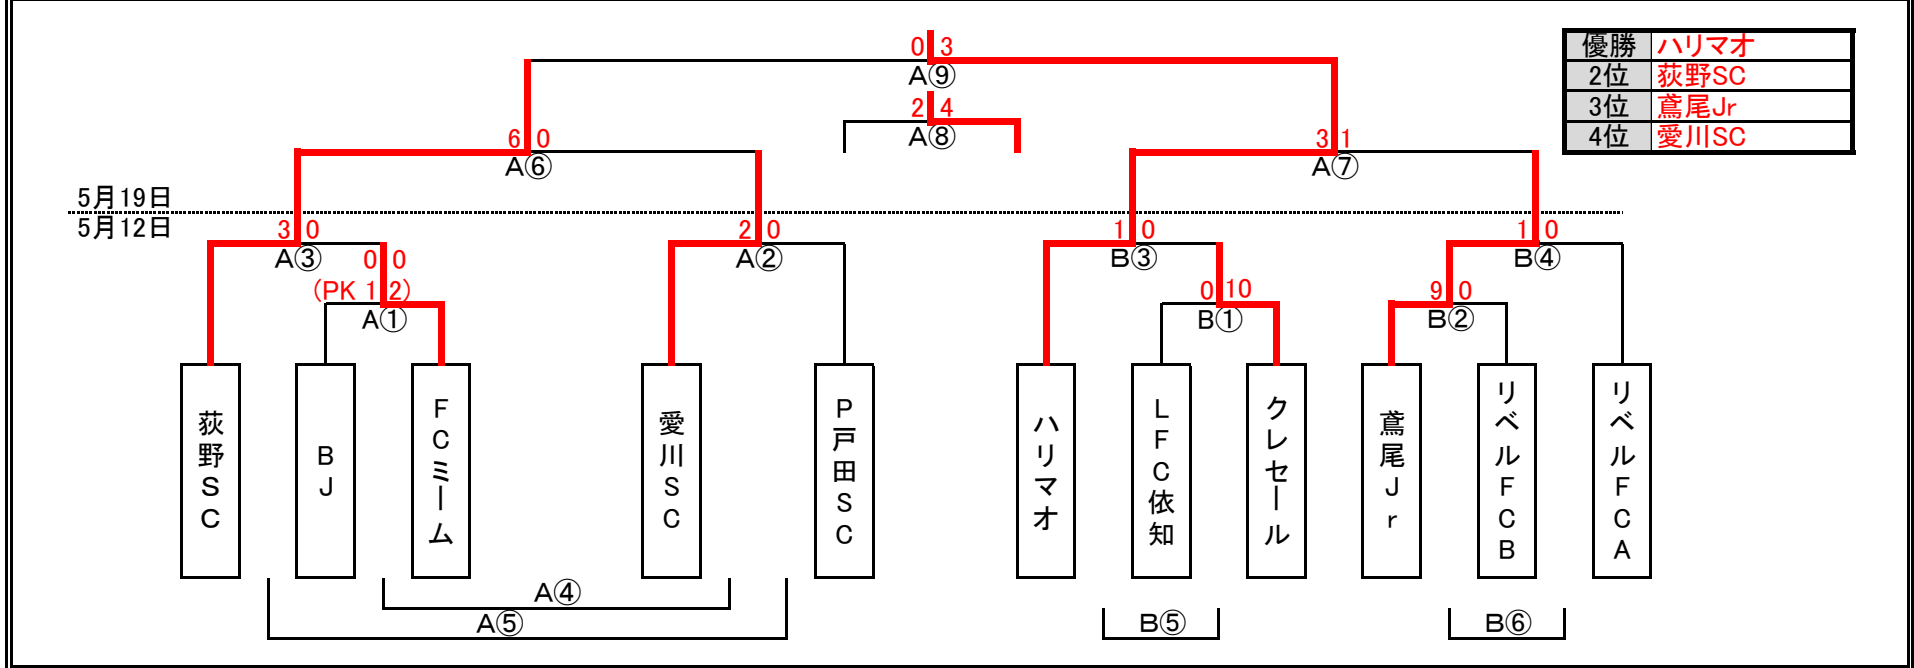 0 3
A⑨
優勝 ハリマオ
2位 荻野SC
3位 鳶尾Jr
4位 愛川SC
2 4
A⑧
6 0
A⑥
3 1
A⑦
5月19日
5月12日
3 0
A③
2 0
A②
1 0
B③
1 0
B④
0 0
(PK 1 2)
A①
0 10
B①
9 0
B②
荻野SC
BJ
FCミーム
愛川SC
P戸田SC
ハリマオ
LFC依知
クレセール
鳶尾Jr
リベルFCB
リベルFCA
A④
A⑤
B⑤
B⑥